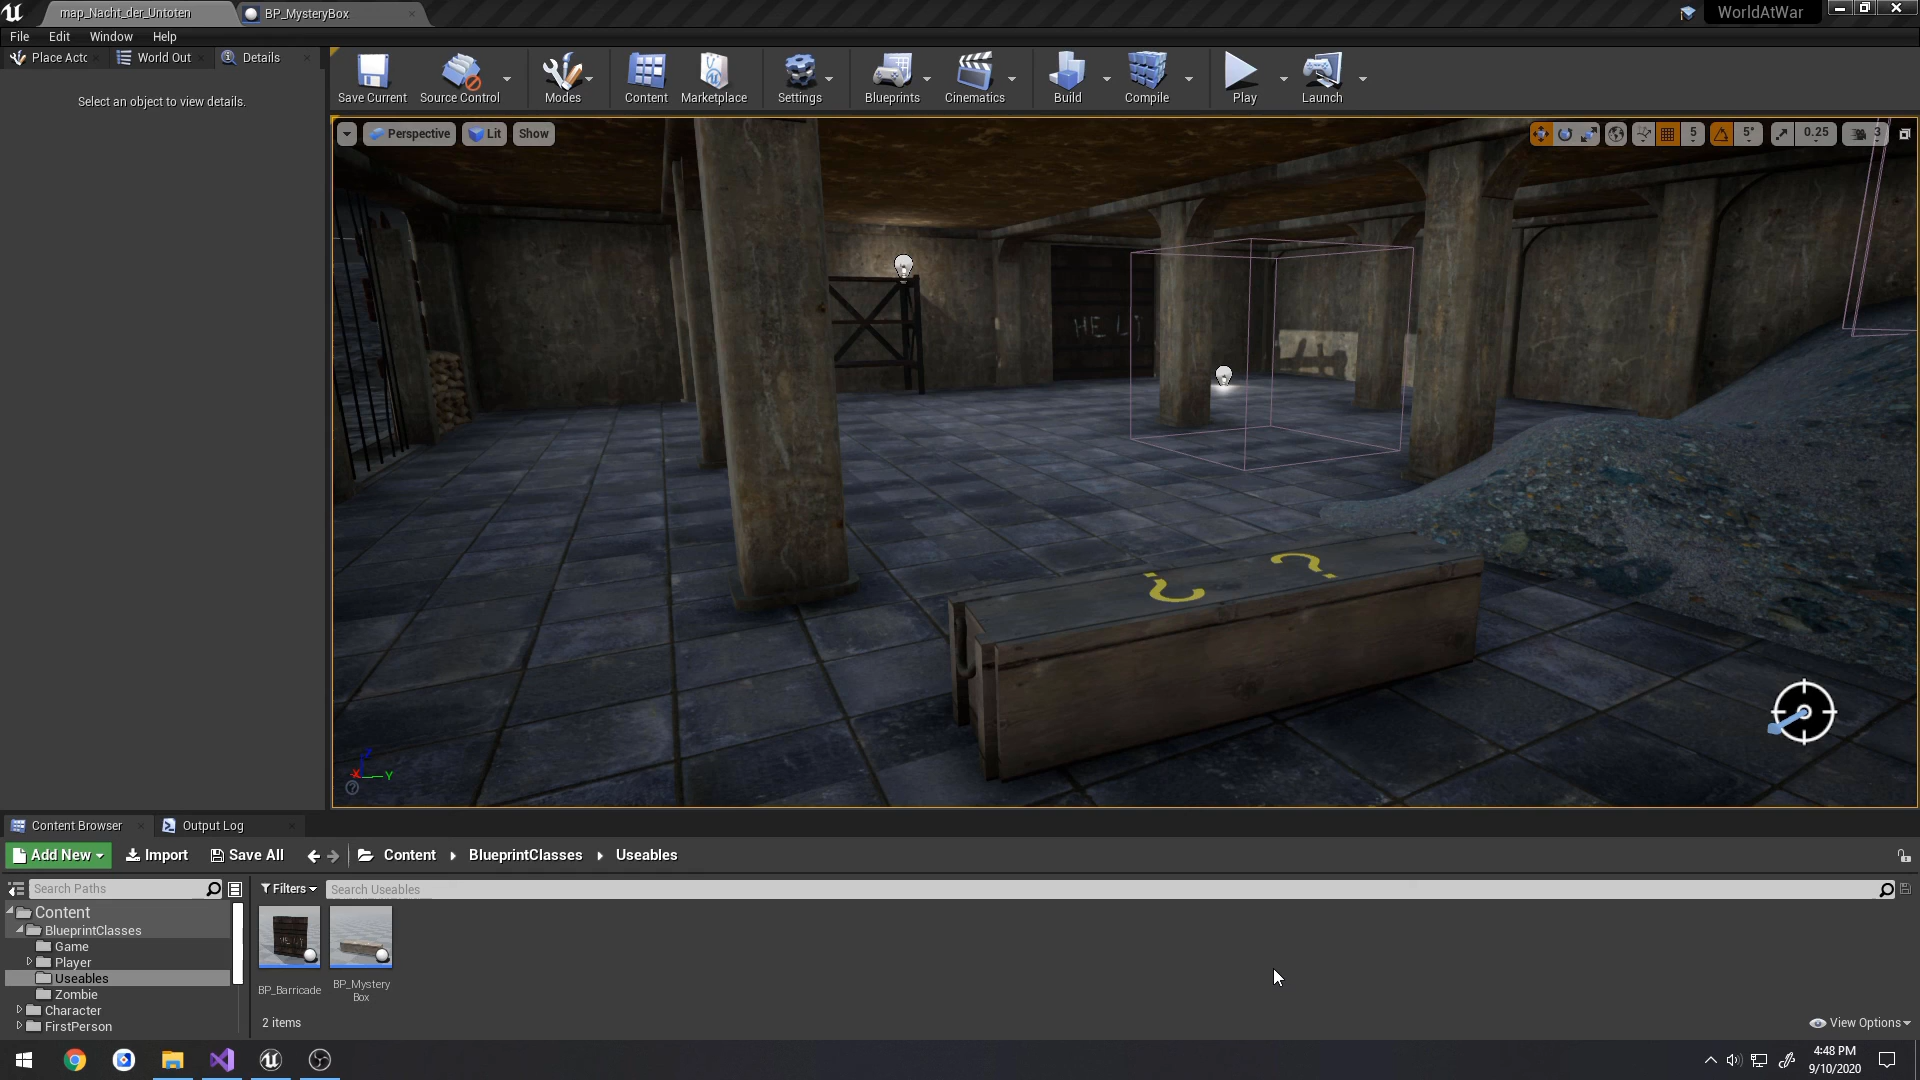 map_Nacht_der_Untoten
BP_MysteryBox
WorldAtWar
File Edit Window Help
Place Actc World Out Details
Select an object to view details.
Save Current Source Control Modes Content Marketplace Settings Blueprints Cinematics Build Compile Play Launch
Perspective Lit Show
5 5° 0.25 3
HE
? ?
Z
X Y
Content Browser Output Log
Add New Import Save All Content BlueprintClasses Useables
Search Paths Filters Search Useables
Content
BlueprintClasses
Game
Player
Useables
Zombie
Character
FirstPerson
BP_Barricade
BP_Mystery
Box
2 items
View Options
4:48 PM
9/10/2020